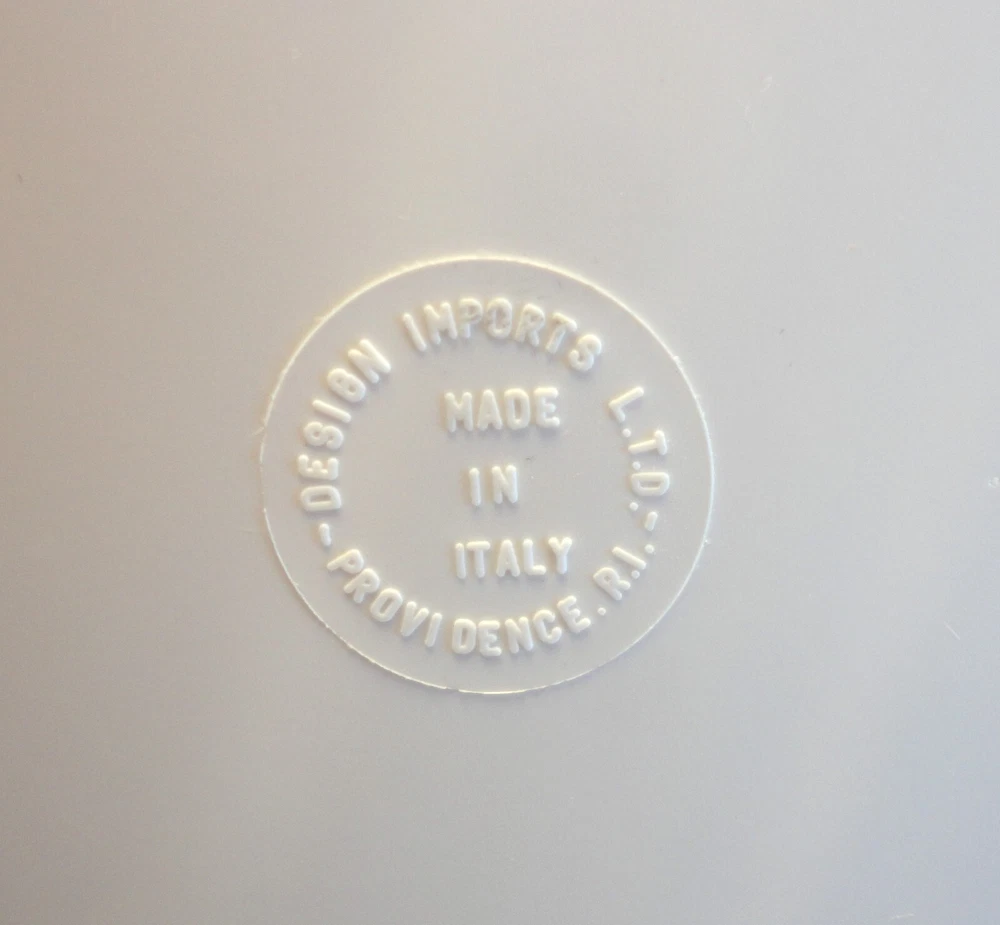 DESIGN IMPORTS L.T.D.-
MADE
IN
ITALY
-PROVIDENCE.R.I.